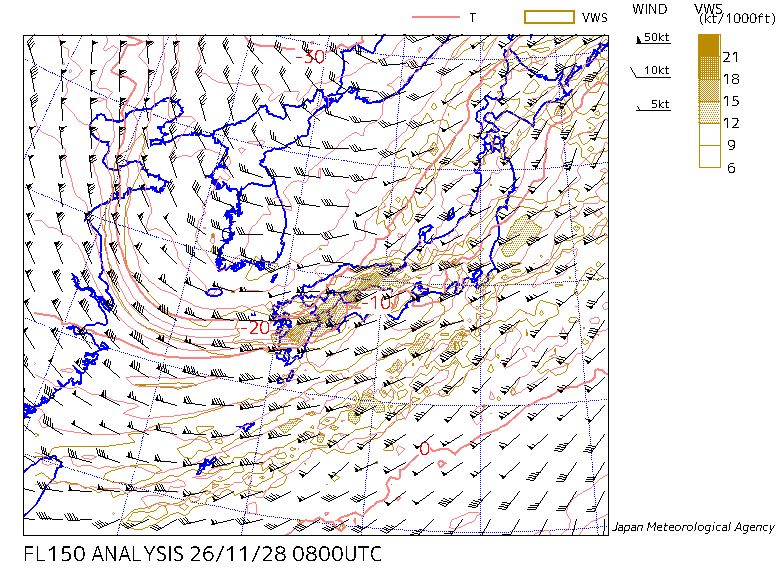 T
VWS
WIND
VWS
(kt/1000ft)
50kt
10kt
5kt
21
18
15
12
9
6
-30
-20
-10
0
Japan Meteorological Agency
FL150 ANALYSIS 26/11/28 0800UTC